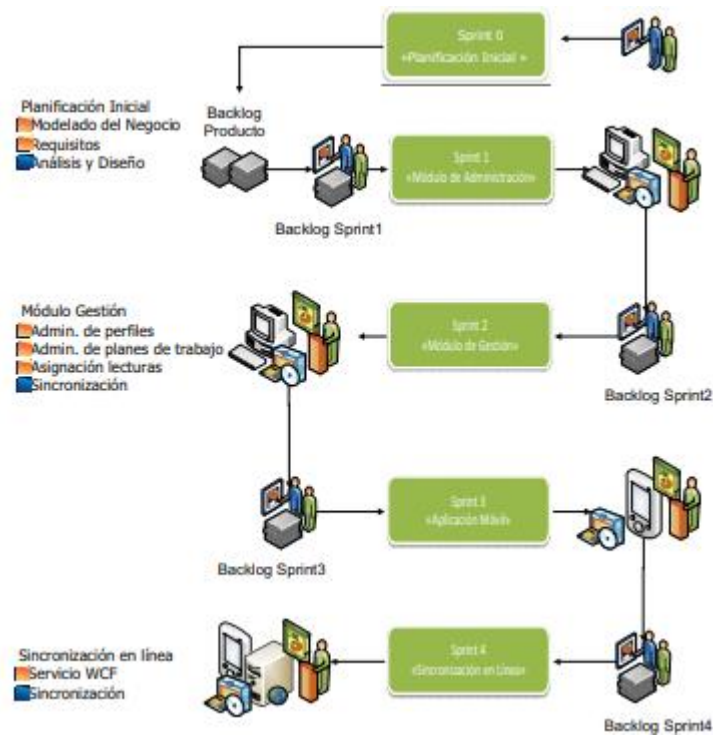 Sprint 0
«Planificación Inicial »
Planificación Inicial
Modelado del Negocio
Requisitos
Análisis y Diseño
Backlog
Producto
Sprint 1
«Módulo de Administración»
Backlog Sprint1
Módulo Gestión
Admin. de perfiles
Admin. de planes de trabajo
Asignación lecturas
Sincronización
Sprint 2
«Módulo de Gestión»
Backlog Sprint2
Sprint 3
«Aplicación Móvil»
Backlog Sprint3
Sincronización en línea
Servicio WCF
Sincronización
Sprint 4
«Sincronización en Línea»
Backlog Sprint4